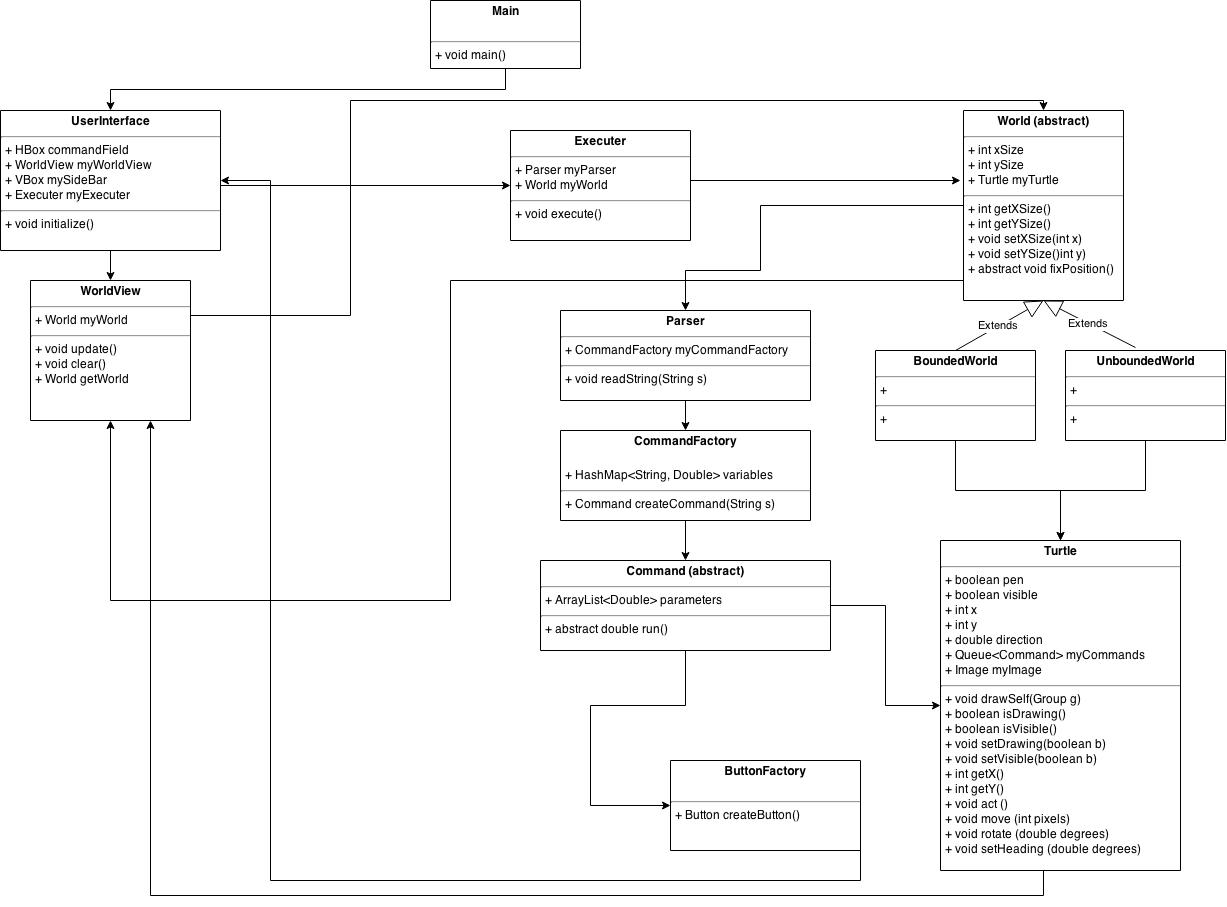 Main
+ void main()
UserInterface
+ HBox commandField
+ WorldView myWorldView
+ VBox mySideBar
+ Executer myExecuter
+ void initialize()
Executer
+ Parser myParser
+ World myWorld
+ void execute()
World (abstract)
+ int xSize
+ int ySize
+ Turtle myTurtle
+ int getXSize()
+ int getYSize()
+ void setXSize(int x)
+ void setYSize()int y)
+ abstract void fixPosition()
WorldView
+ World myWorld
+ void update()
+ void clear()
+ World getWorld
Parser
+ CommandFactory myCommandFactory
+ void readString(String s)
Extends
Extends
BoundedWorld
+
+
UnboundedWorld
+
+
CommandFactory
+ HashMap<String, Double> variables
+ Command createCommand(String s)
Command (abstract)
+ ArrayList<Double> parameters
+ abstract double run()
Turtle
+ boolean pen
+ boolean visible
+ int x
+ int y
+ double direction
+ Queue<Command> myCommands
+ Image myImage
+ void drawSelf(Group g)
+ boolean isDrawing()
+ boolean isVisible()
+ void setDrawing(boolean b)
+ void setVisible(boolean b)
+ int getX()
+ int getY()
+ void act ()
+ void move (int pixels)
+ void rotate (double degrees)
+ void setHeading (double degrees)
ButtonFactory
+ Button createButton()